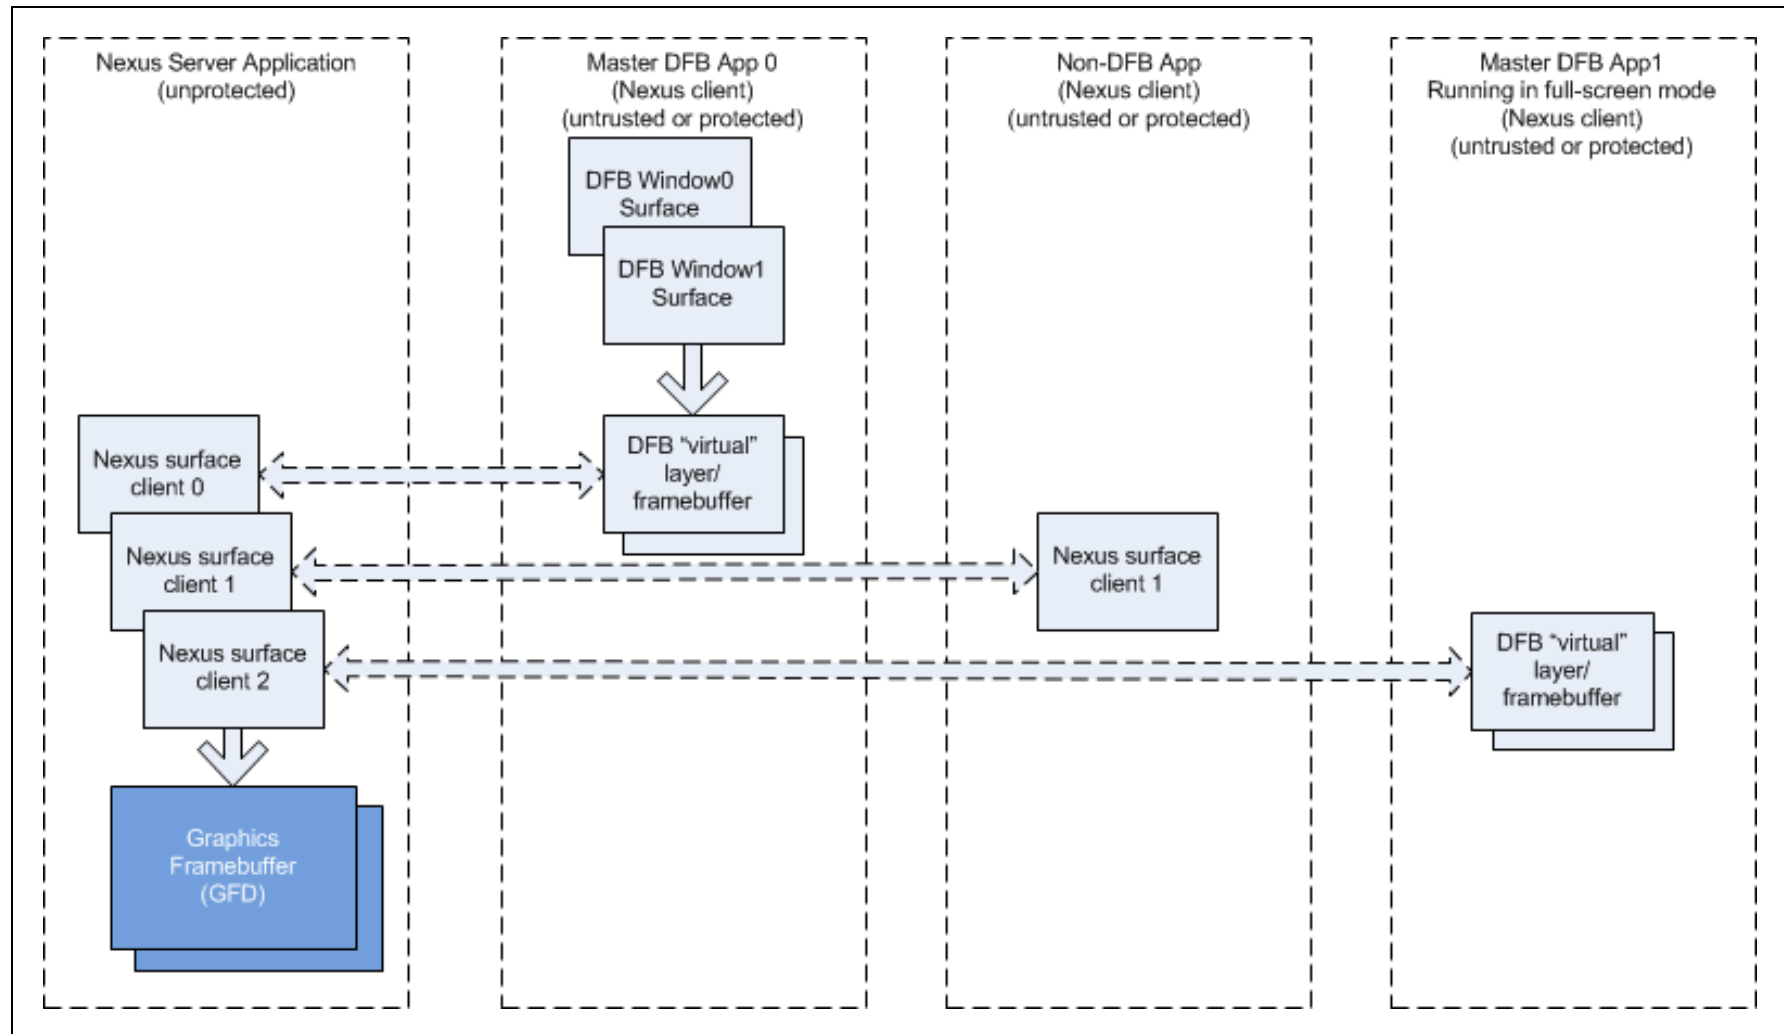 Nexus Server Application
(unprotected)
Master DFB App 0
(Nexus client)
(untrusted or protected)
Non-DFB App
(Nexus client)
(untrusted or protected)
Master DFB App1
Running in full-screen mode
(Nexus client)
(untrusted or protected)
DFB Window0
Surface
DFB Window1
Surface
Nexus surface
client 0
DFB “virtual”
layer/
framebuffer
Nexus surface
client 1
Nexus surface
client 1
Nexus surface
client 2
DFB “virtual”
layer/
framebuffer
Graphics
Framebuffer
(GFD)